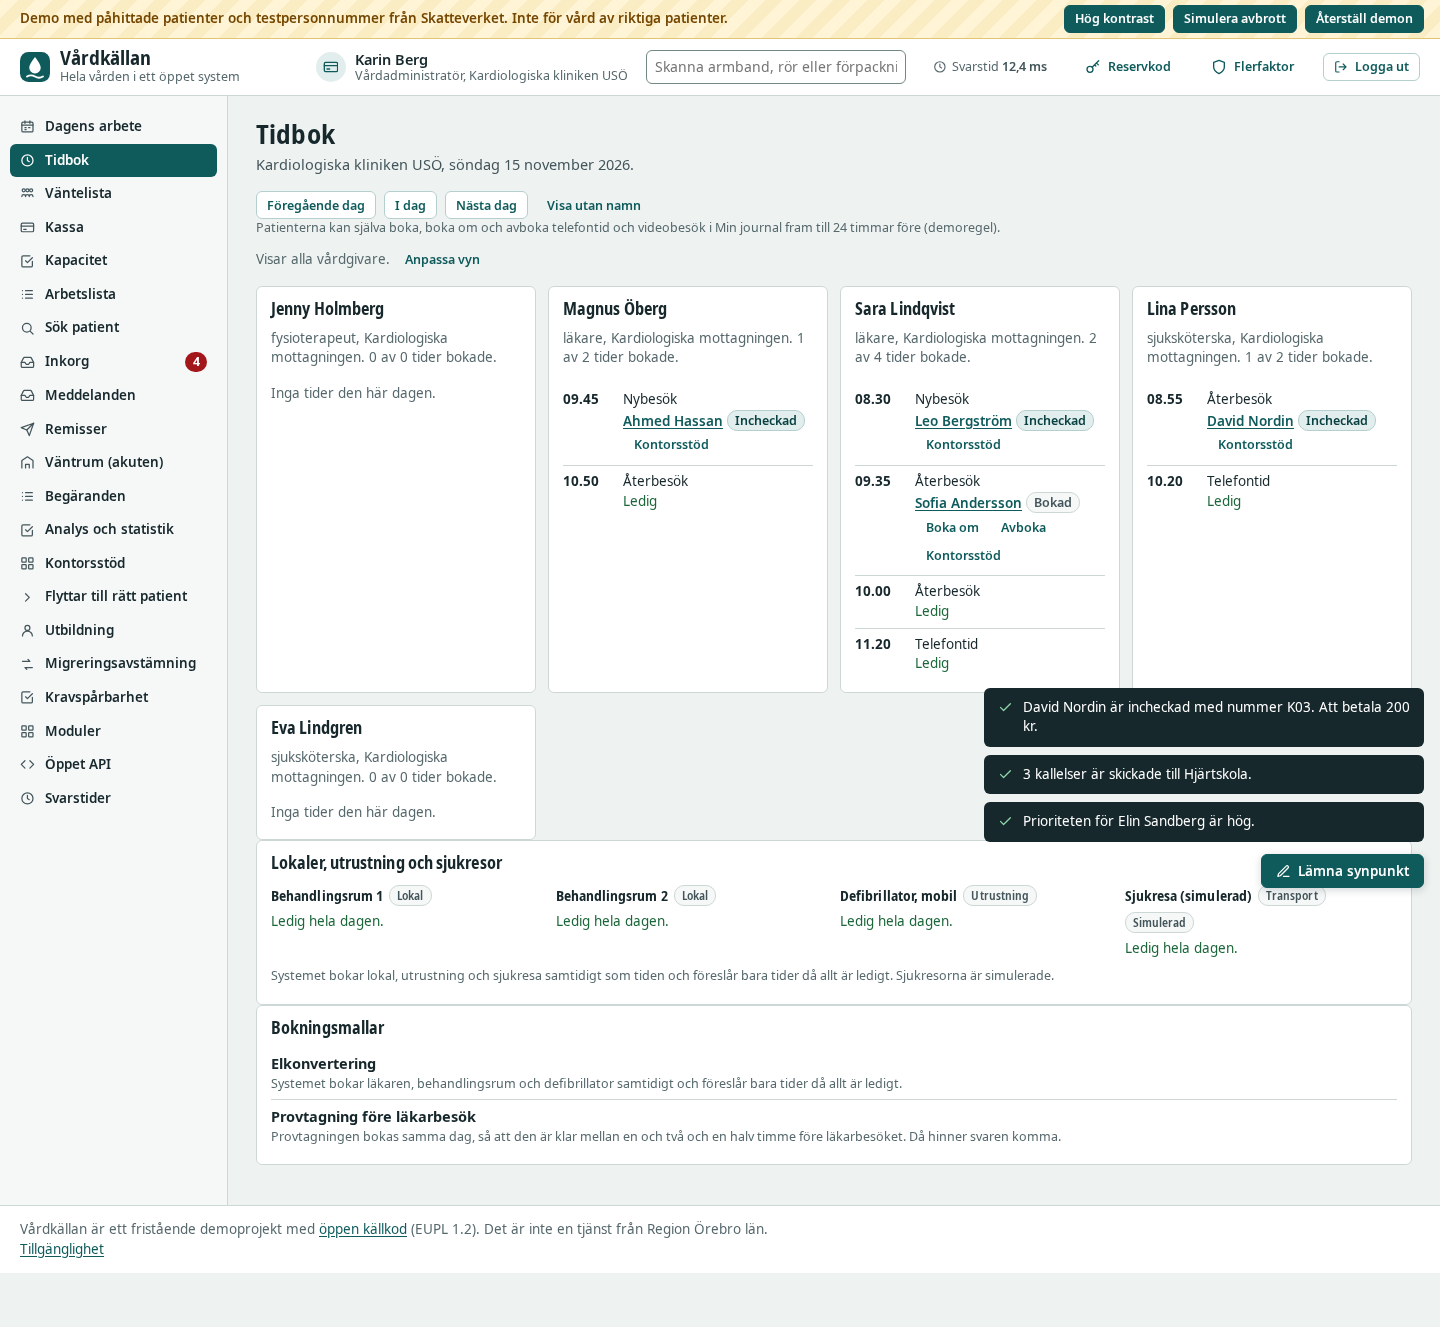 Demo med påhittade patienter och testpersonnummer från Skatteverket. Inte för vård av riktiga patienter.
Hög kontrast
Simulera avbrott
Återställ demon
Vårdkällan
Hela vården i ett öppet system
Karin Berg
Vårdadministratör, Kardiologiska kliniken USÖ
Skanna armband, rör eller förpackni
Svarstid 12,4 ms
Reservkod
Flerfaktor
Logga ut
Dagens arbete
Tidbok
Väntelista
Kassa
Kapacitet
Arbetslista
Sök patient
Inkorg 4
Meddelanden
Remisser
Väntrum (akuten)
Begäranden
Analys och statistik
Kontorsstöd
Flyttar till rätt patient
Utbildning
Migreringsavstämning
Kravspårbarhet
Moduler
Öppet API
Svarstider
Tidbok
Kardiologiska kliniken USÖ, söndag 15 november 2026.
Föregående dag
I dag
Nästa dag
Visa utan namn
Patienterna kan själva boka, boka om och avboka telefontid och videobesök i Min journal fram till 24 timmar före (demoregel).
Visar alla vårdgivare.
Anpassa vyn
Jenny Holmberg
fysioterapeut, Kardiologiska
mottagningen. 0 av 0 tider bokade.
Inga tider den här dagen.
Magnus Öberg
läkare, Kardiologiska mottagningen. 1
av 2 tider bokade.
09.45 Nybesök
Ahmed Hassan Incheckad
Kontorsstöd
10.50 Återbesök
Ledig
Sara Lindqvist
läkare, Kardiologiska mottagningen. 2
av 4 tider bokade.
08.30 Nybesök
Leo Bergström Incheckad
Kontorsstöd
09.35 Återbesök
Sofia Andersson Bokad
Boka om Avboka
Kontorsstöd
10.00 Återbesök
Ledig
11.20 Telefontid
Ledig
Lina Persson
sjuksköterska, Kardiologiska
mottagningen. 1 av 2 tider bokade.
08.55 Återbesök
David Nordin Incheckad
Kontorsstöd
10.20 Telefontid
Ledig
Eva Lindgren
sjuksköterska, Kardiologiska
mottagningen. 0 av 0 tider bokade.
Inga tider den här dagen.
David Nordin är incheckad med nummer K03. Att betala 200
kr.
3 kallelser är skickade till Hjärtskola.
Prioriteten för Elin Sandberg är hög.
Lämna synpunkt
Lokaler, utrustning och sjukresor
Behandlingsrum 1 Lokal
Ledig hela dagen.
Behandlingsrum 2 Lokal
Ledig hela dagen.
Defibrillator, mobil Utrustning
Ledig hela dagen.
Sjukresa (simulerad) Transport
Simulerad
Ledig hela dagen.
Systemet bokar lokal, utrustning och sjukresa samtidigt som tiden och föreslår bara tider då allt är ledigt. Sjukresorna är simulerade.
Bokningsmallar
Elkonvertering
Systemet bokar läkaren, behandlingsrum och defibrillator samtidigt och föreslår bara tider då allt är ledigt.
Provtagning före läkarbesök
Provtagningen bokas samma dag, så att den är klar mellan en och två och en halv timme före läkarbesöket. Då hinner svaren komma.
Vårdkällan är ett fristående demoprojekt med öppen källkod (EUPL 1.2). Det är inte en tjänst från Region Örebro län.
Tillgänglighet